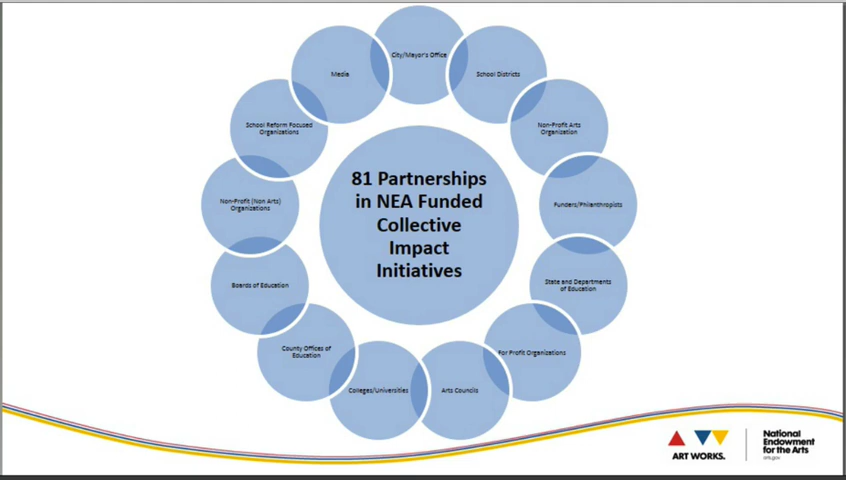 City/Mayor's Office
School Districts
Non-Profit Arts
Organization
Funders/Philanthropists
State and Departments
of Education
For Profit Organizations
Arts Councils
Colleges/Universities
County Offices of
Education
Boards of Education
Non-Profit (Non Arts)
Organizations
School Reform Focused
Organizations
Media
81 Partnerships
in NEA Funded
Collective
Impact
Initiatives
ART WORKS.
National
Endowment
for the Arts
arts.gov